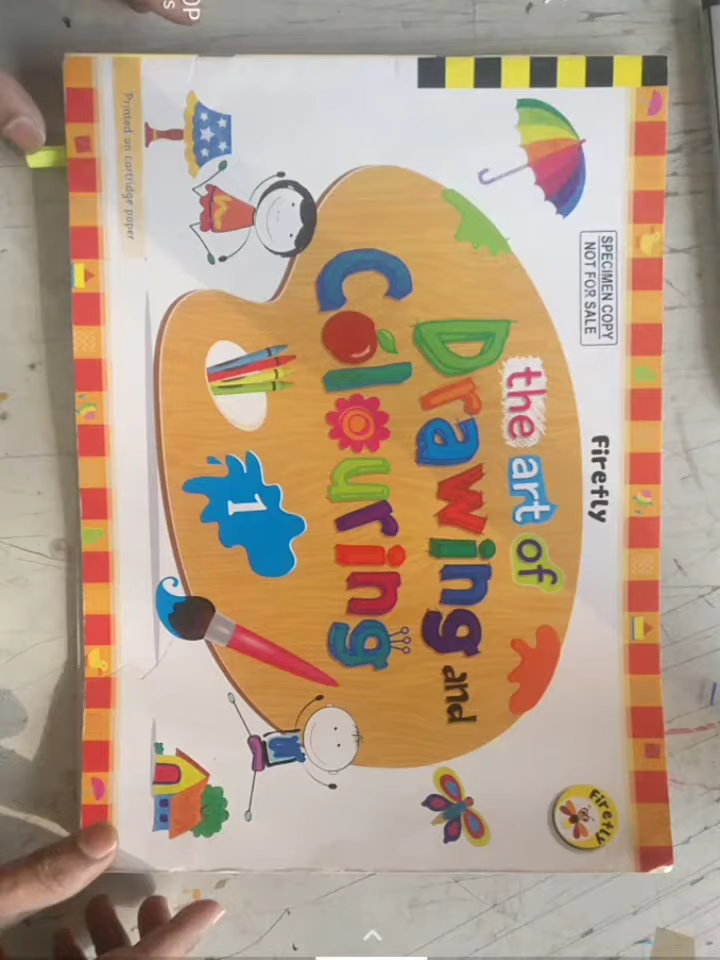 firefly
SPECIMEN COPY
NOT FOR SALE
the art of
Drawing and
Colouring
1
Printed on cartridge paper
firefly